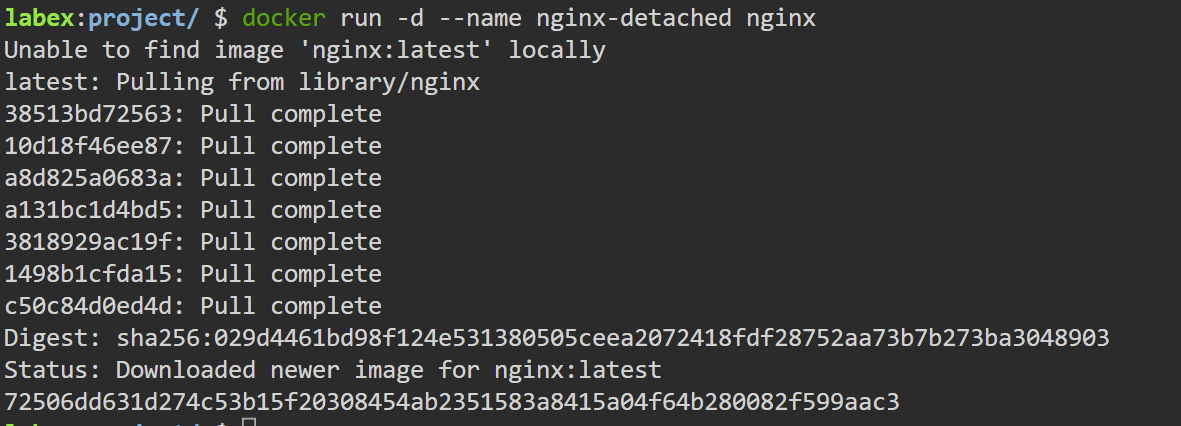 labex:project/ $ docker run -d --name nginx-detached nginx
Unable to find image 'nginx:latest' locally
latest: Pulling from library/nginx
38513bd72563: Pull complete
10d18f46ee87: Pull complete
a8d825a0683a: Pull complete
a131bc1d4bd5: Pull complete
3818929ac19f: Pull complete
1498b1cfda15: Pull complete
c50c84d0ed4d: Pull complete
Digest: sha256:029d4461bd98f124e531380505ceea2072418fdf28752aa73b7b273ba3048903
Status: Downloaded newer image for nginx:latest
72506dd631d274c53b15f20308454ab2351583a8415a04f64b280082f599aac3
labex:project/ $